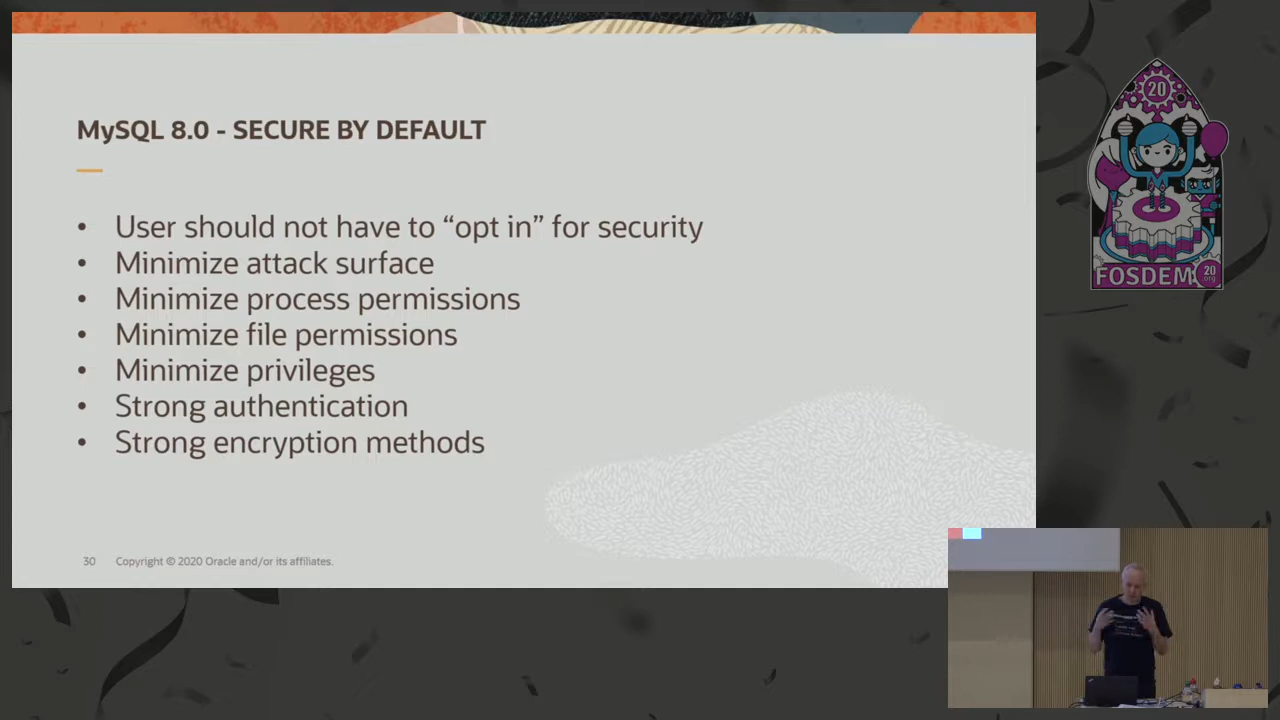 MySQL 8.0 - SECURE BY DEFAULT
• User should not have to “opt in” for security
• Minimize attack surface
• Minimize process permissions
• Minimize file permissions
• Minimize privileges
• Strong authentication
• Strong encryption methods
30 Copyright © 2020 Oracle and/or its affiliates.
20
FOSDEM
20
org